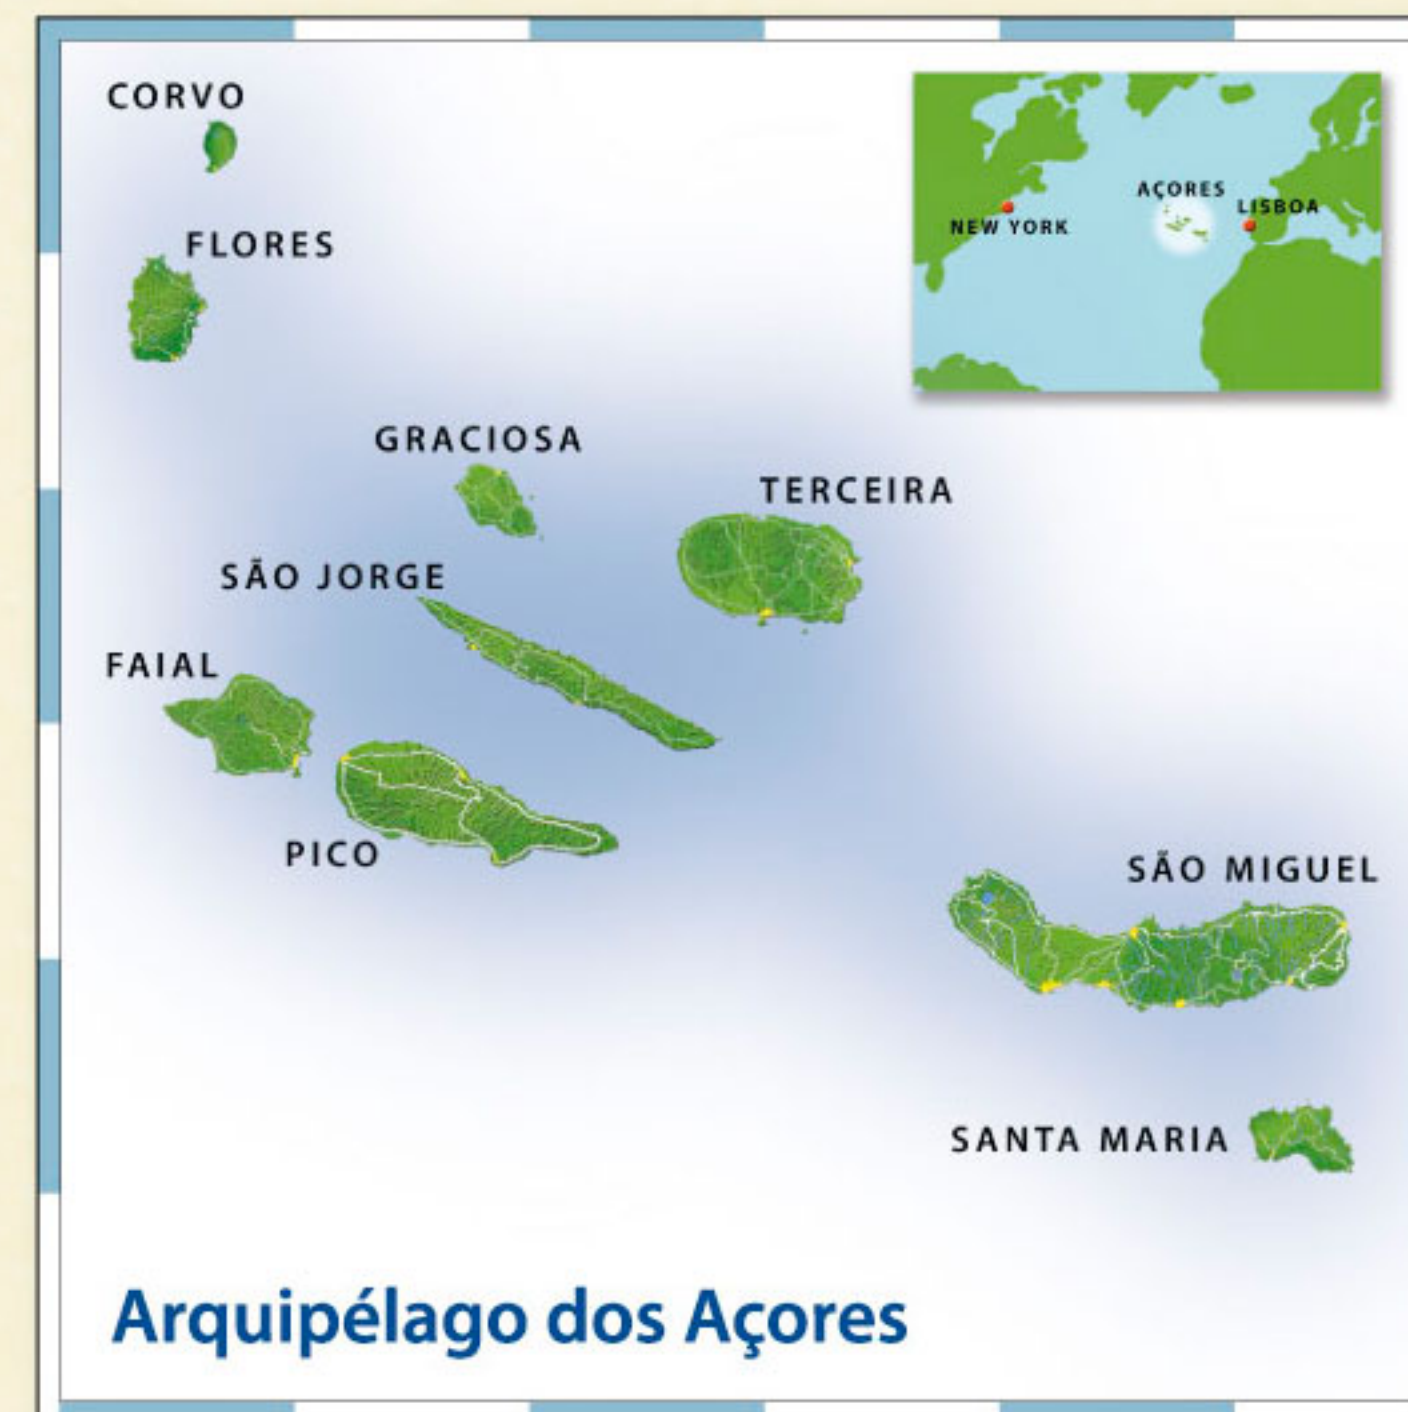 CORVO
FLORES
AÇORES
LISBOA
NEW YORK
GRACIOSA
TERCEIRA
SÃO JORGE
FAIAL
PICO
SÃO MIGUEL
SANTA MARIA
Arquipélago dos Açores